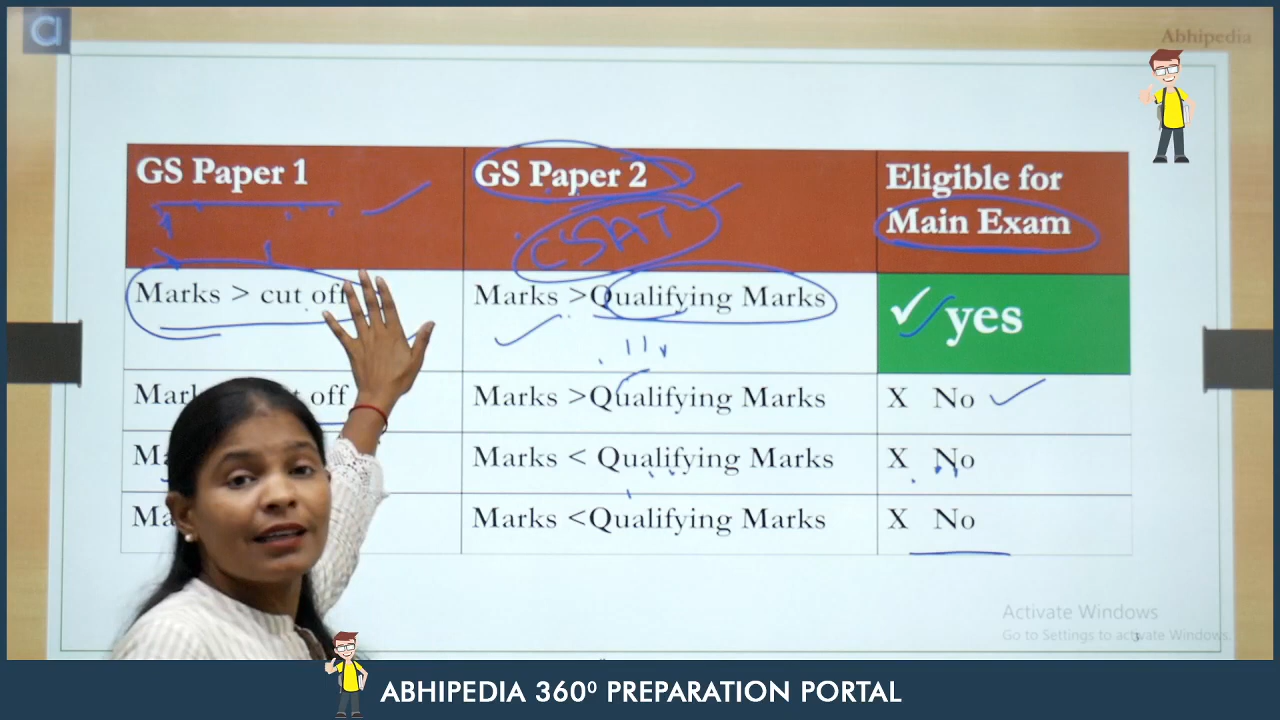 Abhipedia
GS Paper 1
GS Paper 2
CSAT
Eligible for
Main Exam
Marks > cut off
Marks >Qualifying Marks
✓ yes
off
Marks >Qualifying Marks
X No
Marks < Qualifying Marks
X No
Marks <Qualifying Marks
X No
Activate Windows
Go to Settings to activate Windows.
3
ABHIPEDIA 360⁰ PREPARATION PORTAL